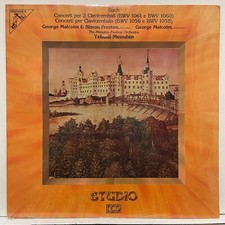 Bach
Concerti per 2 Clavicembali (BWV 1061 e BWV 1060)
Concerti per Clavicembalo (BWV 1056 e BWV 1058)
George Malcolm & Simon Preston, George Malcolm,
The Menuhin Festival Orchestra
Yehudi Menuhin
STUDIO